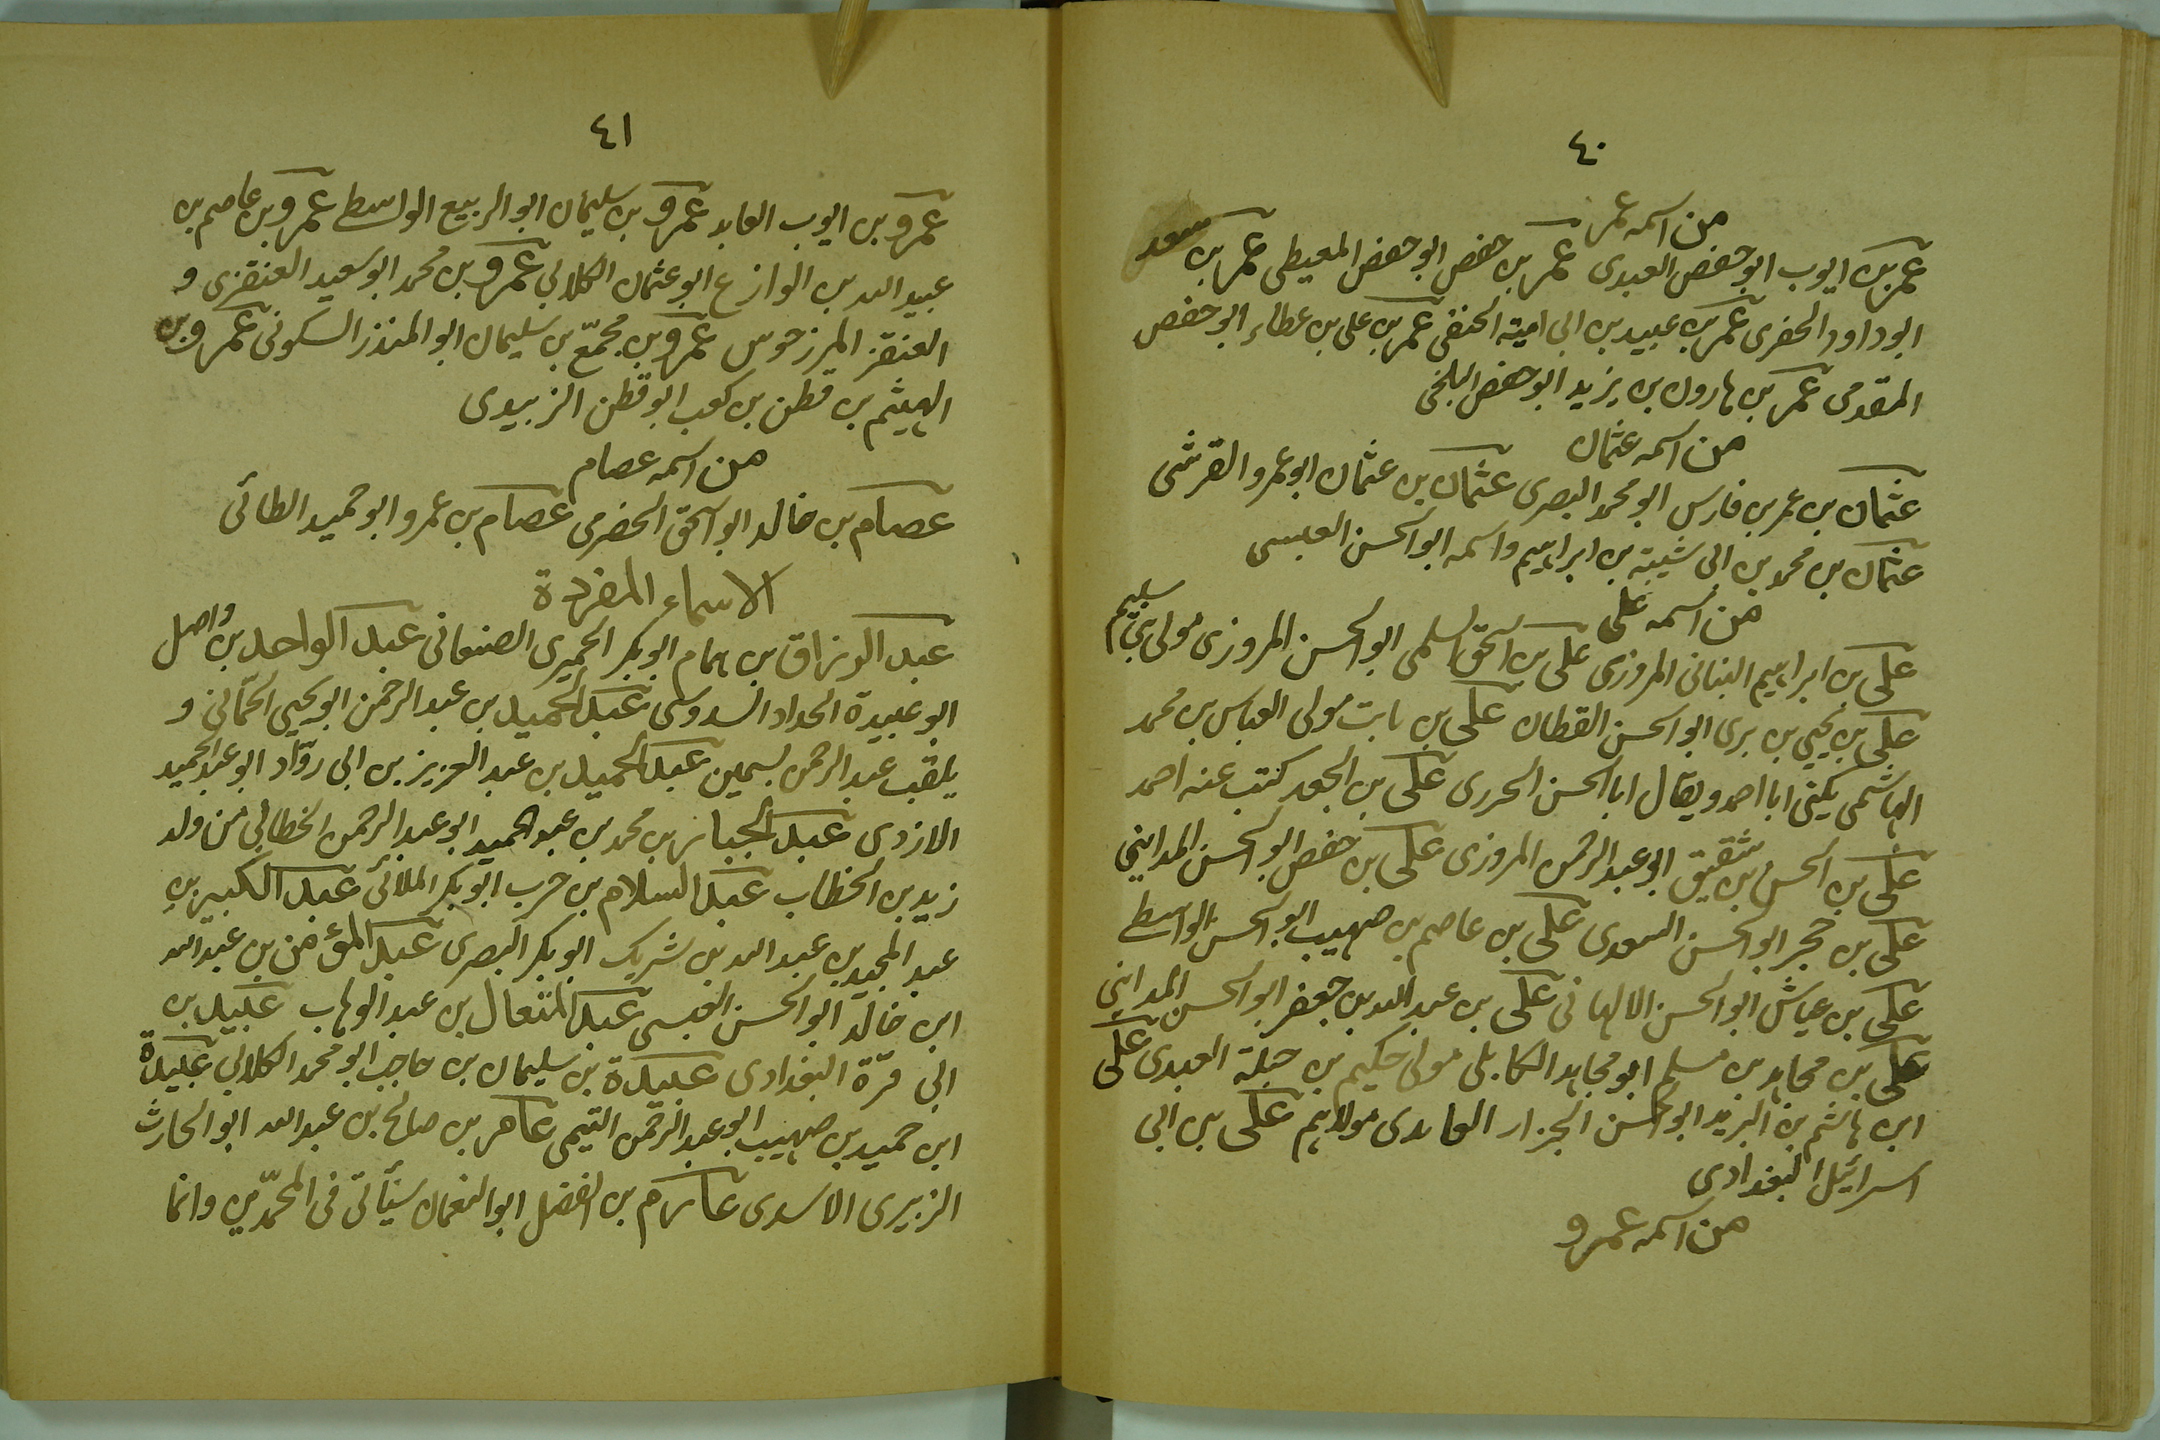 ٤٠
من اسمه عمر
عمر بن ايوب ابو حفص العبدى عمر بن حفص ابو حفص المعيطى عمر بن سعد
ابو داود الحفرى عمر بن عبيد بن ابى امية الحنفى عمر بن على بن عطاء ابو حفص
المقدمى عمر بن هارون بن يزيد ابو حفص البلخى
من اسمه عثمان
عثمان بن عمر بن فارس ابو محمد البصرى عثمان بن عثمان ابو عمرو القرشى
عثمان بن محمد بن ابى شيبة بن ابراهيم واسمه ابو الحسن العبسى
من اسمه على
على بن ابراهيم البنانى المروزى على بن اسحق السلمى ابو الحسن المروزى مولى بنى سليم
على بن يحيى بن برى ابو الحسن القطان على بن ثابت مولى العباس بن محمد
الهاشمى يكنى ابا احمد ويقال ابا الحسن الجزرى على بن الجعد كتب عنه احمد
على بن الحسن بن شقيق ابو عبد الرحمن المروزى على بن حفص ابو الحسن المداينى
على بن حجر ابو الحسن السعدى على بن عاصم بن صهيب ابو الحسن الواسطى
على بن عياش ابو الحسن الالهانى على بن عبد الله بن جعفر ابو الحسن المداينى
على بن مجاهد بن مسلم ابو مجاهد الكابلى مولى حكيم بن جبلة العبدى على
ابن هاشم بن البريد ابو الحسن الجزار العابدى مولاهم على بن ابى
اسرائيل البغدادى
من اسمه عمرو
٤١
عمرو بن ايوب العابد عمرو بن سليمان ابو الربيع الواسطى عمرو بن عاصم بن
عبيد الله بن الوازع ابو عثمان الكلابى عمرو بن محمد ابو سعيد العنقزى و
العنقز المرزجوس عمرو بن مجمّع بن سليمان ابو المنذر السكونى عمرو بن
الهيثم بن قطن بن كعب ابو قطن الزبيدى
من اسمه عصام
عصام بن خالد ابو اسحق الحضرمى عصام بن عمرو ابو حميد الطائى
الاسماء المفردة
عبد الرزاق بن همام ابو بكر الحميرى الصنعانى عبد الواحد بن واصل
ابو عبيدة الحداد السدوسى عبد الحميد بن عبد الرحمن ابو يحيى الحمّانى و
يلقب عبد الرحمن بسمين عبد المجيد بن عبد العزيز بن ابى روّاد ابو عبد الحميد
الازدى عبد الجبار بن محمد بن عبد الحميد ابو عبد الرحمن الخطابى من ولد
زيد بن الخطاب عبد السلام بن حرب ابو بكر الملائى عبد الكبير بن
عبد المجيد بن عبد الله بن شريك ابو بكر البصرى عبد المؤمن بن عبد الله
ابن خالد ابو الحسن العبسى عبد المتعال بن عبد الوهاب عبيد بن
ابى قرّة البغدادى عبيدة بن سليمان بن حاجب ابو محمد الكلابى عبيدة
ابن حميد بن صهيب ابو عبد الرحمن التيمى عامر بن صالح بن عبد الله ابو الحارث
الزبيرى الاسدى عارم بن الفضل ابو النعمان سيأتى فى المحمّدين وانما